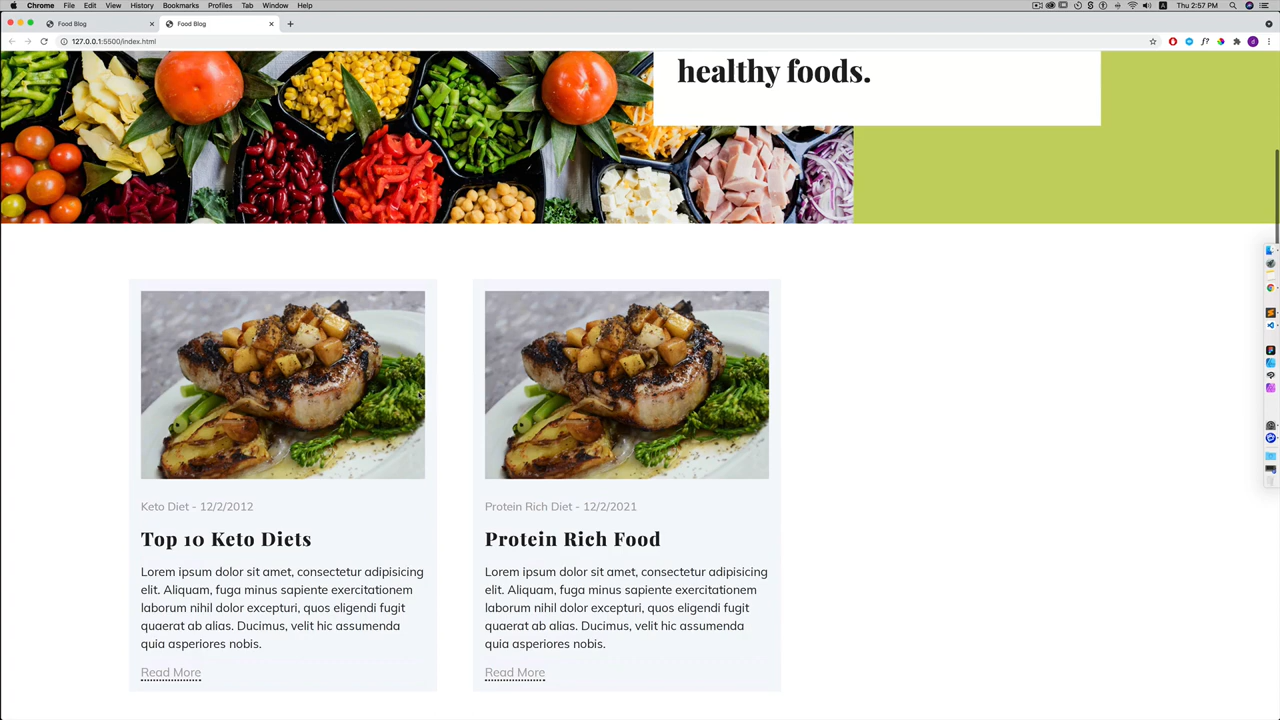 Chrome File Edit View History Bookmarks Profiles Tab Window Help Thu 2:57 PM
Food Blog Food Blog
127.0.0.1:5500/index.html
healthy foods.
Keto Diet - 12/2/2012
Top 10 Keto Diets
Lorem ipsum dolor sit amet, consectetur adipisicing
elit. Aliquam, fuga minus sapiente exercitationem
laborum nihil dolor excepturi, quos eligendi fugit
quaerat ab alias. Ducimus, velit hic assumenda
quia asperiores nobis.
Read More
Protein Rich Diet - 12/2/2021
Protein Rich Food
Lorem ipsum dolor sit amet, consectetur adipisicing
elit. Aliquam, fuga minus sapiente exercitationem
laborum nihil dolor excepturi, quos eligendi fugit
quaerat ab alias. Ducimus, velit hic assumenda
quia asperiores nobis.
Read More